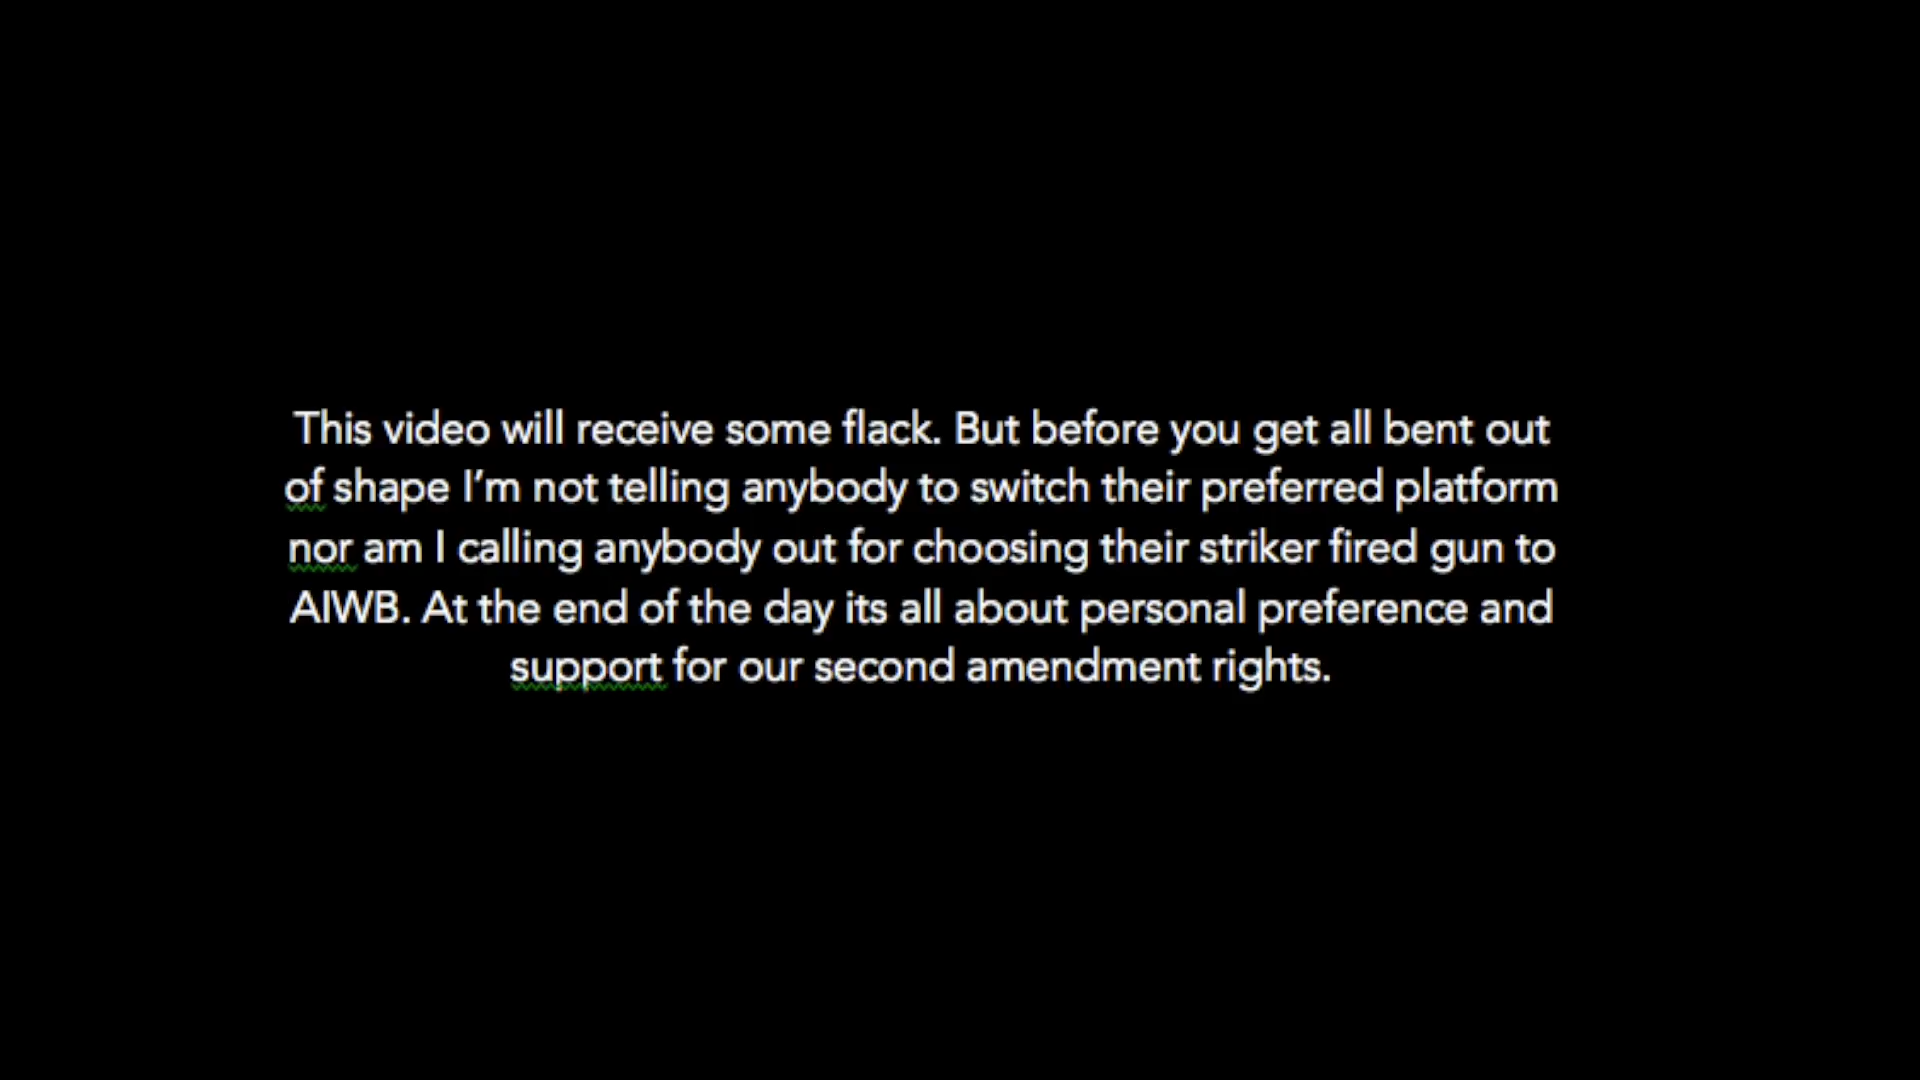 This video will receive some flack. But before you get all bent out
of shape I'm not telling anybody to switch their preferred platform
nor am I calling anybody out for choosing their striker fired gun to
AIWB. At the end of the day its all about personal preference and
support for our second amendment rights.